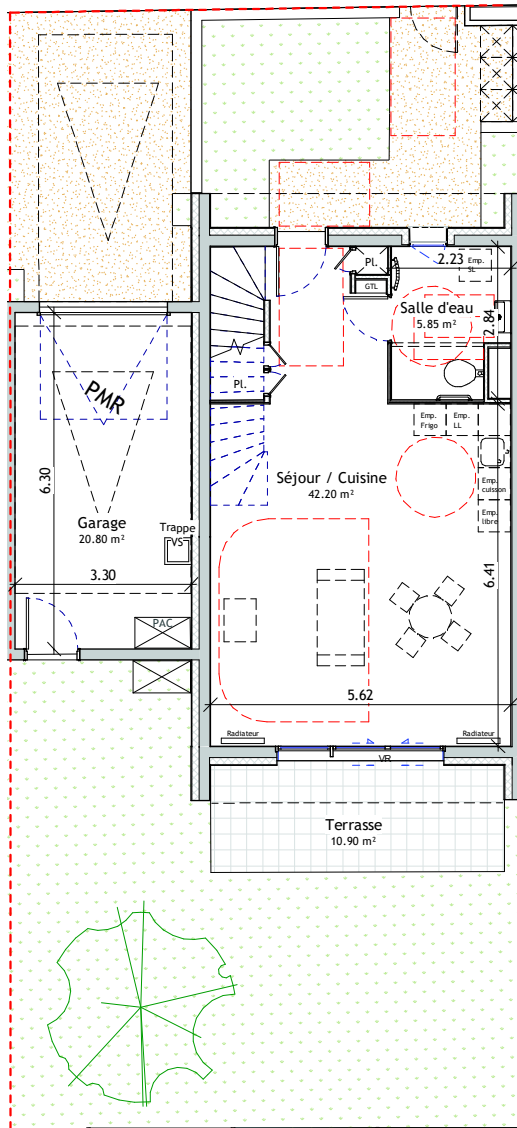 Pl.
GTL
2.23
Emp.
SL
Salle d'eau
5.85 m²
2.84
Pl.
PMR
Emp.
Frigo
Emp.
LL
Séjour / Cuisine
42.20 m²
Emp.
cuisson
Emp.
libre
6.30
Garage
20.80 m²
Trappe
VS
3.30
6.41
PAC
5.62
Radiateur
Radiateur
VR
Terrasse
10.90 m²